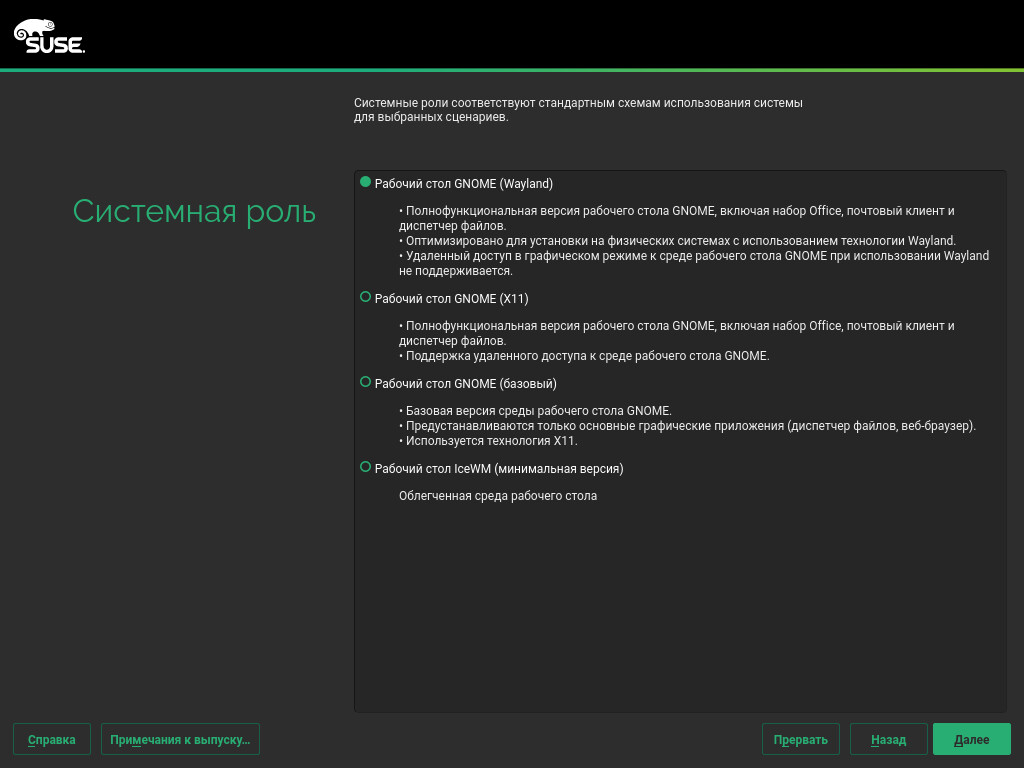 SUSE
Системные роли соответствуют стандартным схемам использования системы
для выбранных сценариев.
Системная роль
Рабочий стол GNOME (Wayland)
• Полнофункциональная версия рабочего стола GNOME, включая набор Office, почтовый клиент и
диспетчер файлов.
• Оптимизировано для установки на физических системах с использованием технологии Wayland.
• Удаленный доступ в графическом режиме к среде рабочего стола GNOME при использовании Wayland
не поддерживается.
Рабочий стол GNOME (X11)
• Полнофункциональная версия рабочего стола GNOME, включая набор Office, почтовый клиент и
диспетчер файлов.
• Поддержка удаленного доступа к среде рабочего стола GNOME.
Рабочий стол GNOME (базовый)
• Базовая версия среды рабочего стола GNOME.
• Предустанавливаются только основные графические приложения (диспетчер файлов, веб-браузер).
• Используется технология X11.
Рабочий стол IceWM (минимальная версия)
Облегченная среда рабочего стола
Справка
Примечания к выпуску...
Прервать
Назад
Далее